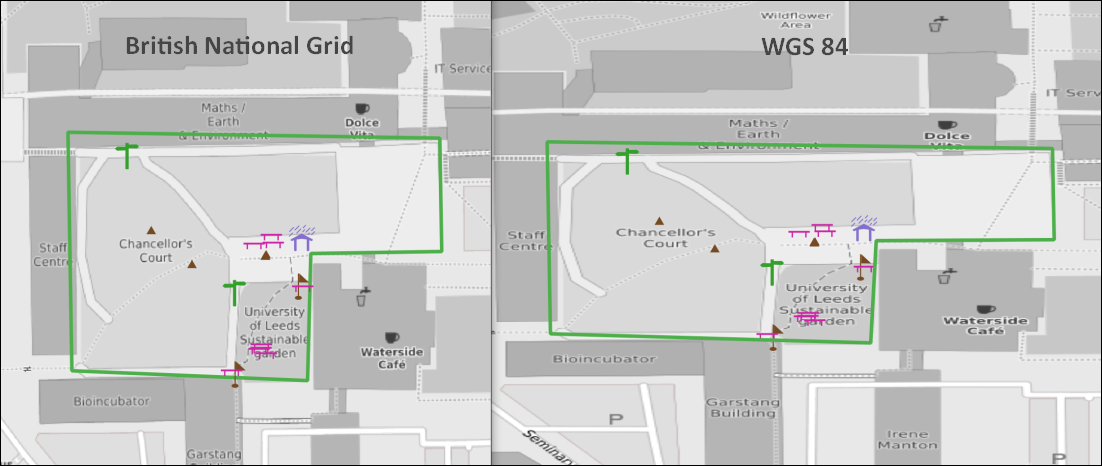 British National Grid
IT Service
Maths /
Earth
& Environment
Dolce
Vita
Staff
Centre
Chancellor's
Court
University
of Leeds
Sustainable
garden
Waterside
Café
Bioincubator
Garstang
Wildflower
Area
WGS 84
IT Serv
Maths /
Earth
& Environment
Dolce
Vita
Staff
Centre
Chancellor's
Court
University
of Leeds
Sustainable
garden
Waterside
Café
Bioincubator
Garstang
Building
P
Seminar
Irene
Manton
P